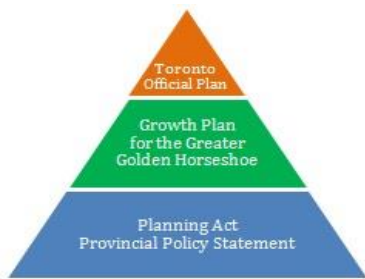 Toronto
Official Plan
Growth Plan
for the Greater
Golden Horseshoe
Planning Act
Provincial Policy Statement